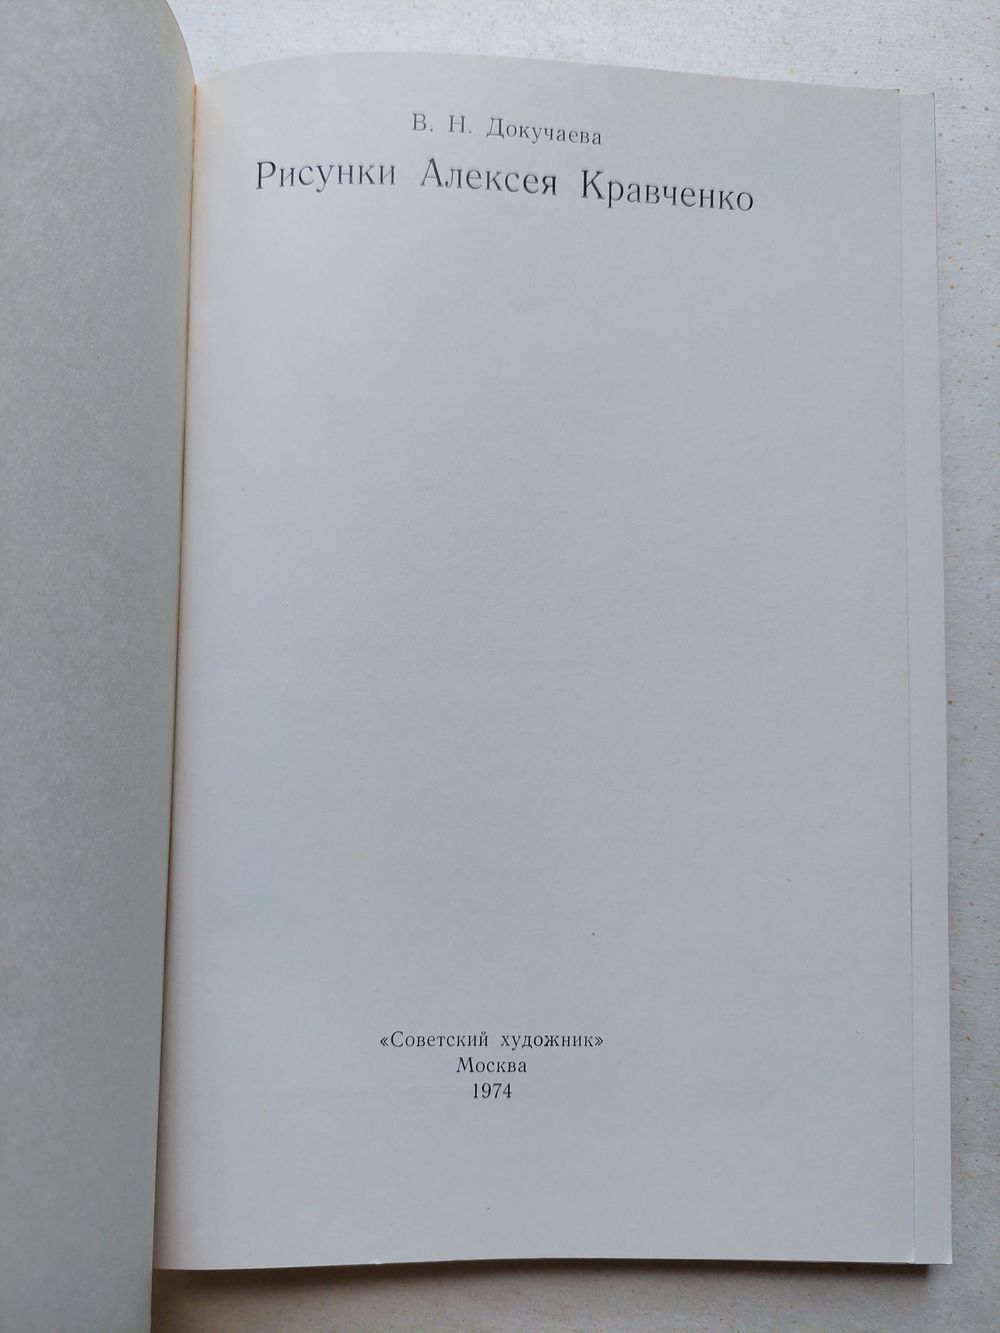 В. Н. Докучаева
Рисунки Алексея Кравченко
«Советский художник»
Москва
1974